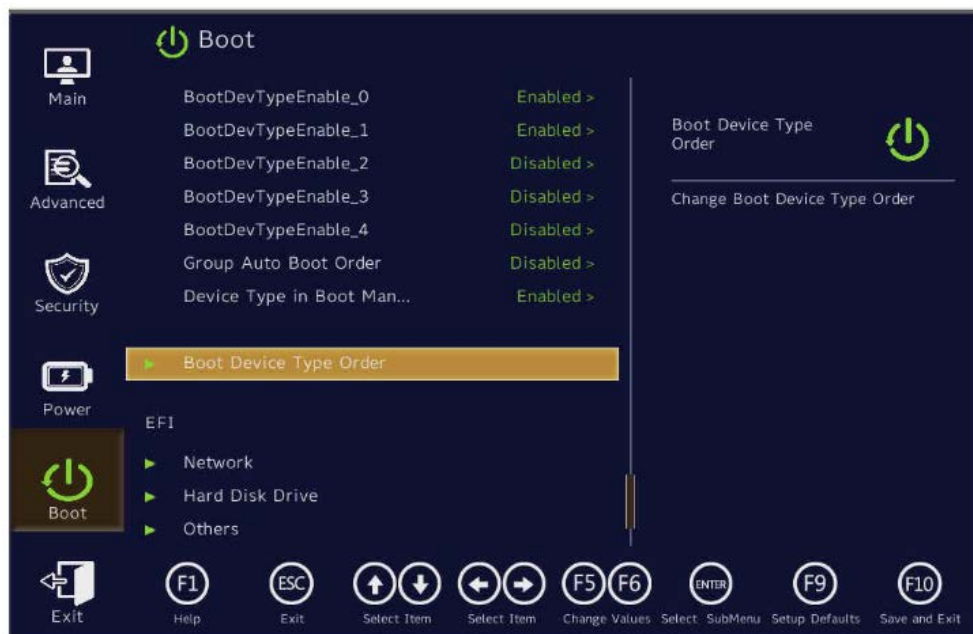 Boot
Main
Advanced
Security
Power
Boot
Exit
BootDevTypeEnable_0 Enabled >
BootDevTypeEnable_1 Enabled >
BootDevTypeEnable_2 Disabled >
BootDevTypeEnable_3 Disabled >
BootDevTypeEnable_4 Disabled >
Group Auto Boot Order Disabled >
Device Type in Boot Man... Enabled >
Boot Device Type Order
EFI
Network
Hard Disk Drive
Others
Boot Device Type
Order
Change Boot Device Type Order
F1 ESC F5 F6 ENTER F9 F10
Help Exit Select Item Select Item Change Values Select SubMenu Setup Defaults Save and Exit